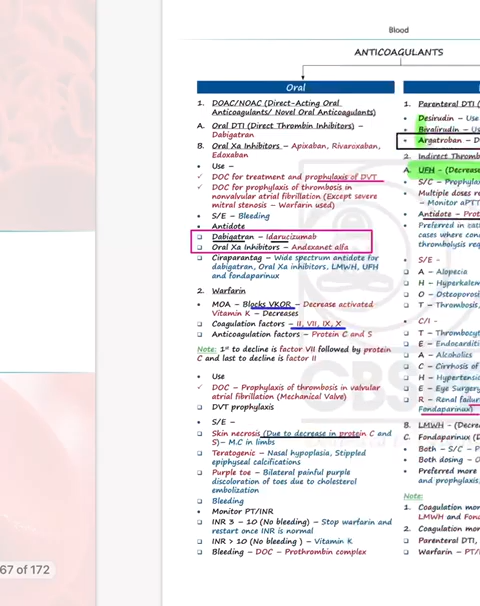 Blood
ANTICOAGULANTS
Oral
1. DOAC/NOAC (Direct-Acting Oral
Anticoagulants/ Novel Oral Anticoagulants)
A. Oral DTI (Direct Thrombin Inhibitors) –
Dabigatran
B. Oral Xa Inhibitors – Apixaban, Rivaroxaban,
Edoxaban
• Use –
✓ DOC for treatment and prophylaxis of DVT
✓ DOC for prophylaxis of thrombosis in
nonvalvular atrial fibrillation (Except severe
mitral stenosis – Warfarin used)
• S/E – Bleeding
• Antidote
❑ Dabigatran – Idarucizumab
❑ Oral Xa Inhibitors – Andexanet alfa
❑ Ciraparantag – Wide spectrum antidote for
dabigatran, Oral Xa inhibitors, LMWH, UFH
and fondaparinux
2. Warfarin
• MOA – Blocks VKOR – Decrease activated
Vitamin K – Decreases
❑ Coagulation factors – II, VII, IX, X
❑ Anticoagulation factors – Protein C and S
Note: 1st to decline is factor VII followed by protein
C and last to decline is factor II
• Use
✓ DOC – Prophylaxis of thrombosis in valvular
atrial fibrillation (Mechanical Valve)
❑ DVT prophylaxis
• S/E –
❑ Skin necrosis (Due to decrease in protein C and
S)– M.C in limbs
❑ Teratogenic – Nasal hypoplasia, Stippled
epiphyseal calcifications
❑ Purple toe – Bilateral painful purple
discoloration of toes due to cholesterol
embolization
❑ Bleeding
• Monitor PT/INR
❑ INR 3 – 10 (No bleeding) – Stop warfarin and
restart once INR is normal
❑ INR > 10 (No bleeding ) – Vitamin K
❑ Bleeding – DOC – Prothrombin complex
1. Parenteral DTI
• Desirudin – Use
• Bivalirudin – Us
• Argatroban – D
2. Indirect Thromb
A. UFH – (Decrease
• S/C – Prophylax
• Multiple doses r
– Monitor aPTT
• Antidote – Prot
• Preferred in cat
cases where con
thrombolysis req
• S/E –
❑ A – Alopecia
❑ H – Hyperkalem
❑ O – Osteoporosi
❑ T – Thrombosis,
• C/I –
❑ T – Thrombocyt
❑ E – Endocarditi
❑ A – Alcoholics
❑ C – Cirrhosis of
❑ H – Hypertensi
❑ E – Eye Surgery
❑ R – Renal failur
Fondaparinux)
B. LMWH – (Decre
C. Fondaparinux (D
• Both – S/C – P
• Both dosing – O
• Preferred more
and prophylaxis,
Note:
1. Coagulation mon
LMWH and Fond
2. Coagulation mon
❑ Parenteral DTI,
❑ Warfarin – PT/
67 of 172